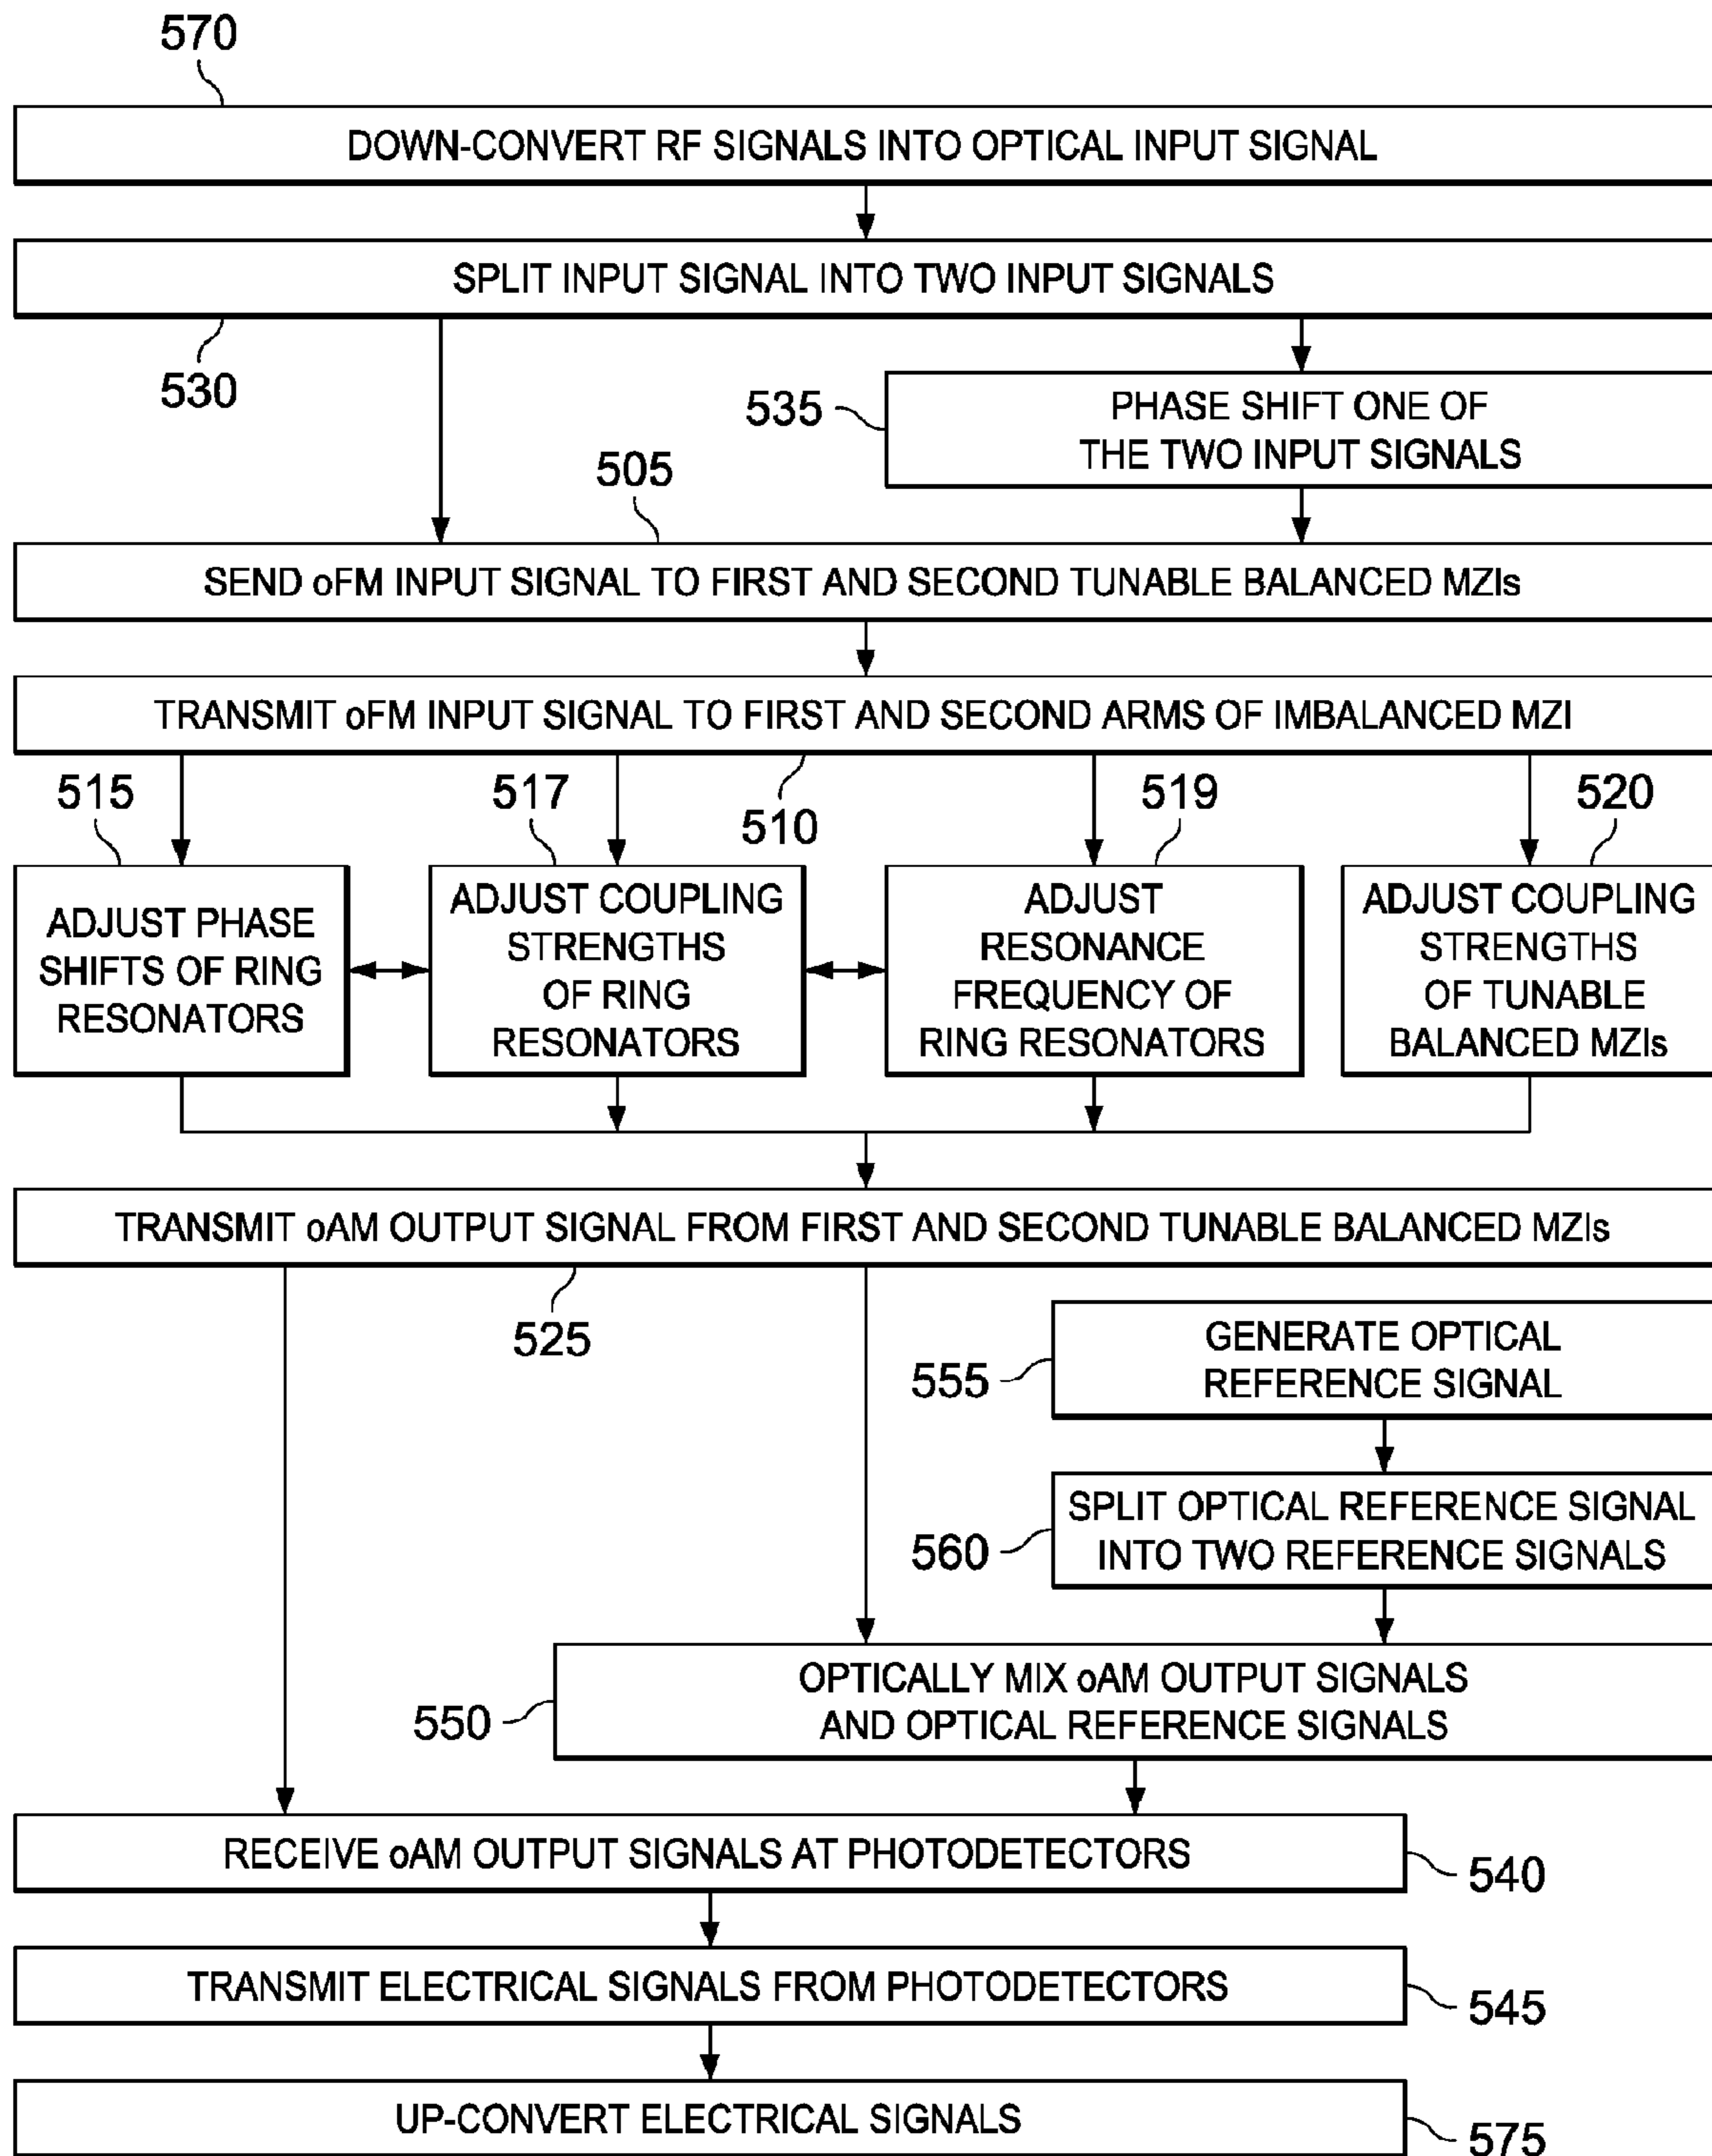 570
DOWN-CONVERT RF SIGNALS INTO OPTICAL INPUT SIGNAL
SPLIT INPUT SIGNAL INTO TWO INPUT SIGNALS
530
535
PHASE SHIFT ONE OF
THE TWO INPUT SIGNALS
505
SEND oFM INPUT SIGNAL TO FIRST AND SECOND TUNABLE BALANCED MZIs
TRANSMIT oFM INPUT SIGNAL TO FIRST AND SECOND ARMS OF IMBALANCED MZI
515
517
510
519
520
ADJUST PHASE
SHIFTS OF RING
RESONATORS
ADJUST COUPLING
STRENGTHS
OF RING
RESONATORS
ADJUST
RESONANCE
FREQUENCY OF
RING RESONATORS
ADJUST COUPLING
STRENGTHS
OF TUNABLE
BALANCED MZIs
TRANSMIT oAM OUTPUT SIGNAL FROM FIRST AND SECOND TUNABLE BALANCED MZIs
525
555
GENERATE OPTICAL
REFERENCE SIGNAL
560
SPLIT OPTICAL REFERENCE SIGNAL
INTO TWO REFERENCE SIGNALS
550
OPTICALLY MIX oAM OUTPUT SIGNALS
AND OPTICAL REFERENCE SIGNALS
RECEIVE oAM OUTPUT SIGNALS AT PHOTODETECTORS
540
TRANSMIT ELECTRICAL SIGNALS FROM PHOTODETECTORS
545
UP-CONVERT ELECTRICAL SIGNALS
575